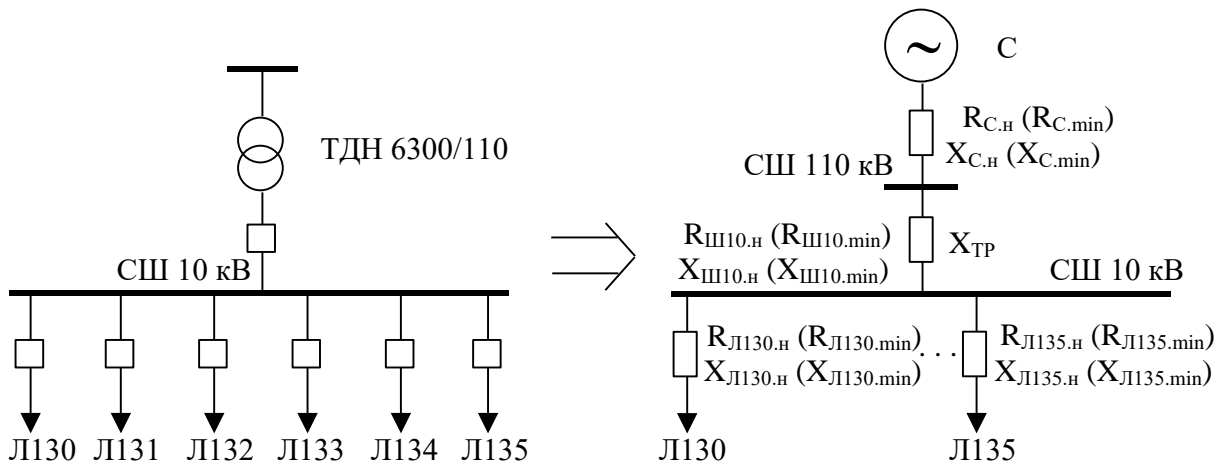 ТДН 6300/110
СШ 10 кВ
Л130 Л131 Л132 Л133 Л134 Л135
~ С
R_С.н (R_С.min)
X_С.н (X_С.min)
СШ 110 кВ
R_Ш10.н (R_Ш10.min)
X_Ш10.н (X_Ш10.min)
X_ТР
СШ 10 кВ
R_Л130.н (R_Л130.min)
X_Л130.н (X_Л130.min)
. . .
R_Л135.н (R_Л135.min)
X_Л135.н (X_Л135.min)
Л130 Л135